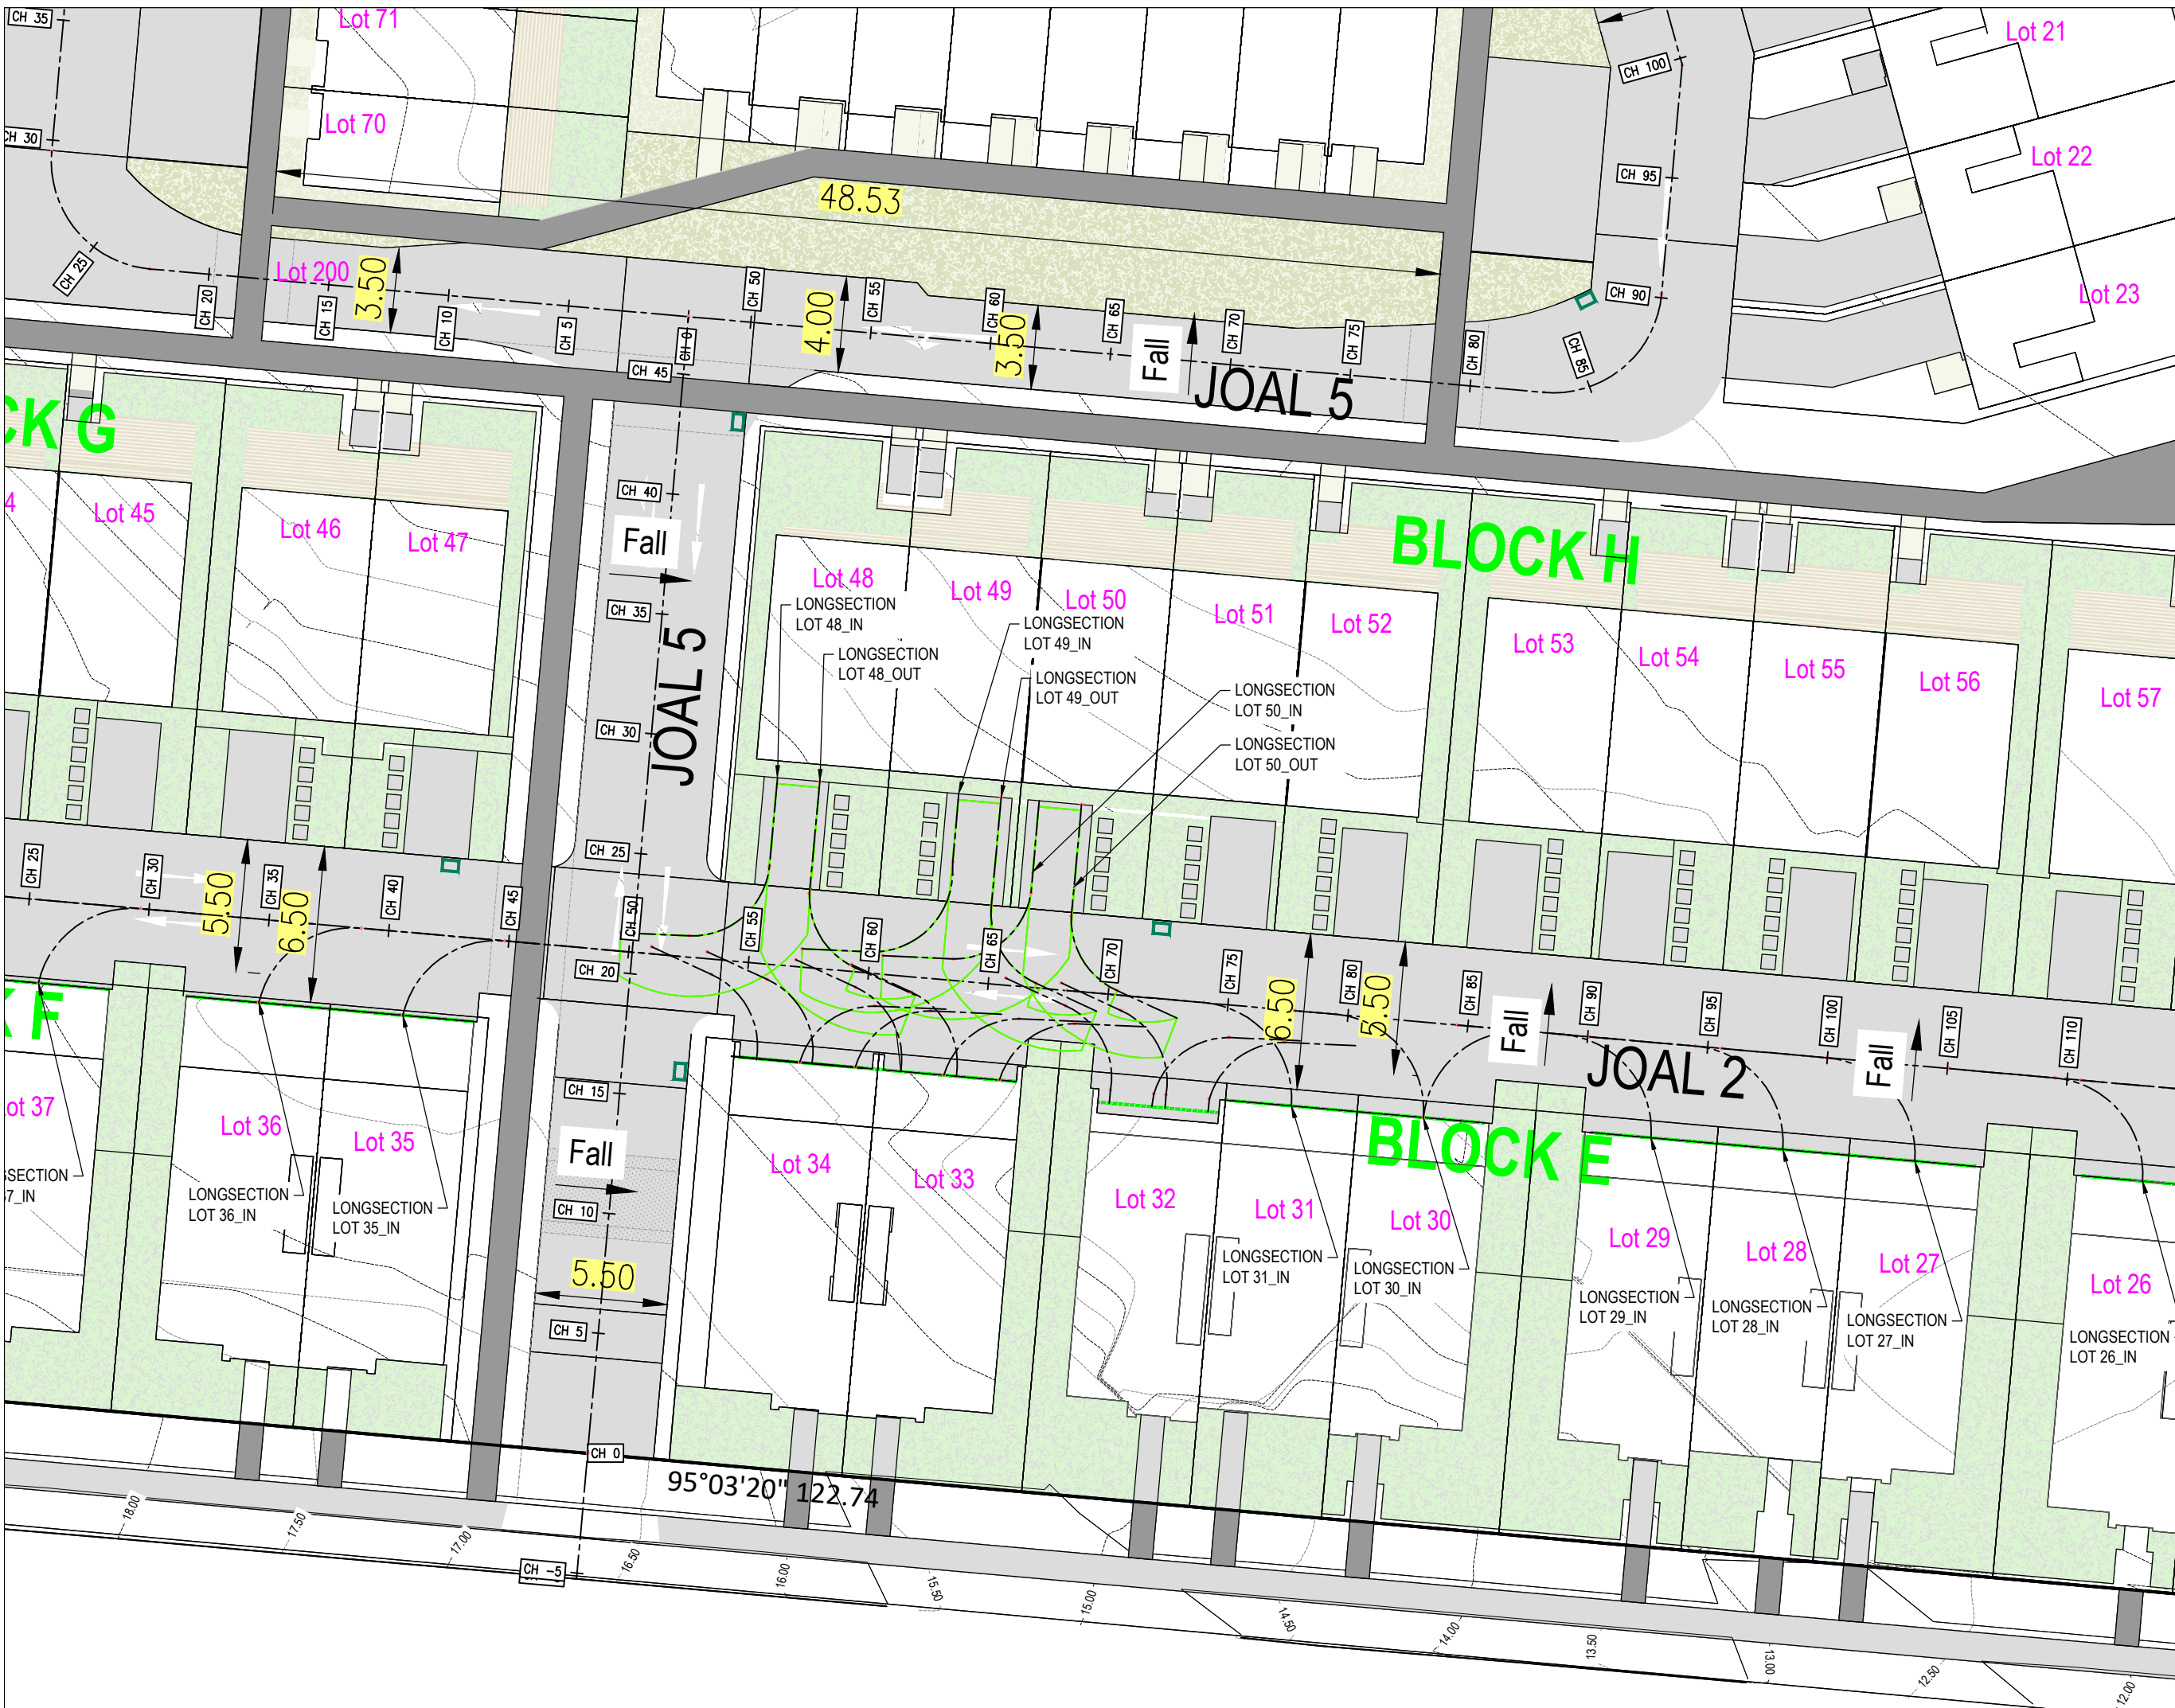 CH 35
Lot 71
Lot 21
CH 100
Lot 70
CH 30
Lot 22
CH 95
48.53
CH 25
Lot 200
3.50
CH 20
CH 15
CH 10
CH 5
CH 0
CH 45
CH 50
4.00
CH 55
CH 60
3.50
CH 65
Fall
CH 70
CH 75
CH 80
CH 85
CH 90
Lot 23
JOAL 5
CK G
4
Lot 45
Lot 46
Lot 47
CH 40
Fall
BLOCK H
Lot 48
Lot 49
Lot 50
Lot 51
Lot 52
Lot 53
Lot 54
Lot 55
Lot 56
Lot 57
CH 35
JOAL 5
LONGSECTION
LOT 48_IN
LONGSECTION
LOT 48_OUT
LONGSECTION
LOT 49_IN
LONGSECTION
LOT 49_OUT
LONGSECTION
LOT 50_IN
LONGSECTION
LOT 50_OUT
CH 30
CH 25
CH 25
CH 30
5.50
CH 35
6.50
CH 40
CH 45
CH 50
CH 20
CH 55
CH 60
CH 65
CH 70
CH 75
6.50
CH 80
5.50
CH 85
Fall
CH 90
CH 95
CH 100
Fall
CH 105
CH 110
JOAL 2
K F
CH 15
BLOCK E
ot 37
Lot 36
Lot 35
Fall
Lot 34
Lot 33
Lot 32
Lot 31
Lot 30
Lot 29
Lot 28
Lot 27
Lot 26
SECTION
37_IN
LONGSECTION
LOT 36_IN
LONGSECTION
LOT 35_IN
CH 10
5.50
CH 5
LONGSECTION
LOT 31_IN
LONGSECTION
LOT 30_IN
LONGSECTION
LOT 29_IN
LONGSECTION
LOT 28_IN
LONGSECTION
LOT 27_IN
LONGSECTION
LOT 26_IN
CH 0
95°03'20" 122.74
CH -5
18.00
17.50
17.00
16.50
16.00
15.50
15.00
14.50
14.00
13.50
13.00
12.50
12.00